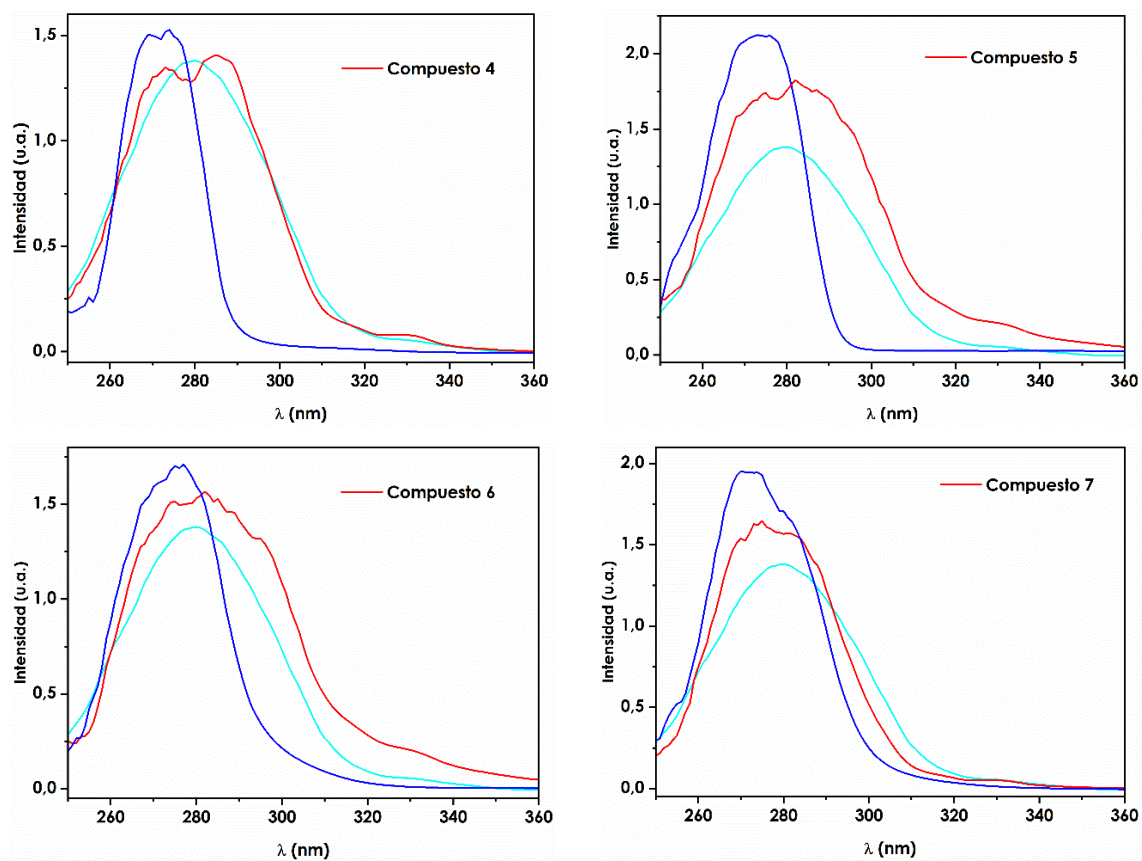 Compuesto 4
Intensidad (u.a.)
1,5
1,0
0,5
0,0
260 280 300 320 340 360
λ (nm)
Compuesto 5
Intensidad (u.a.)
2,0
1,5
1,0
0,5
0,0
260 280 300 320 340 360
λ (nm)
Compuesto 6
Intensidad (u.a.)
1,5
1,0
0,5
0,0
260 280 300 320 340 360
λ (nm)
Compuesto 7
Intensidad (u.a.)
2,0
1,5
1,0
0,5
0,0
260 280 300 320 340 360
λ (nm)